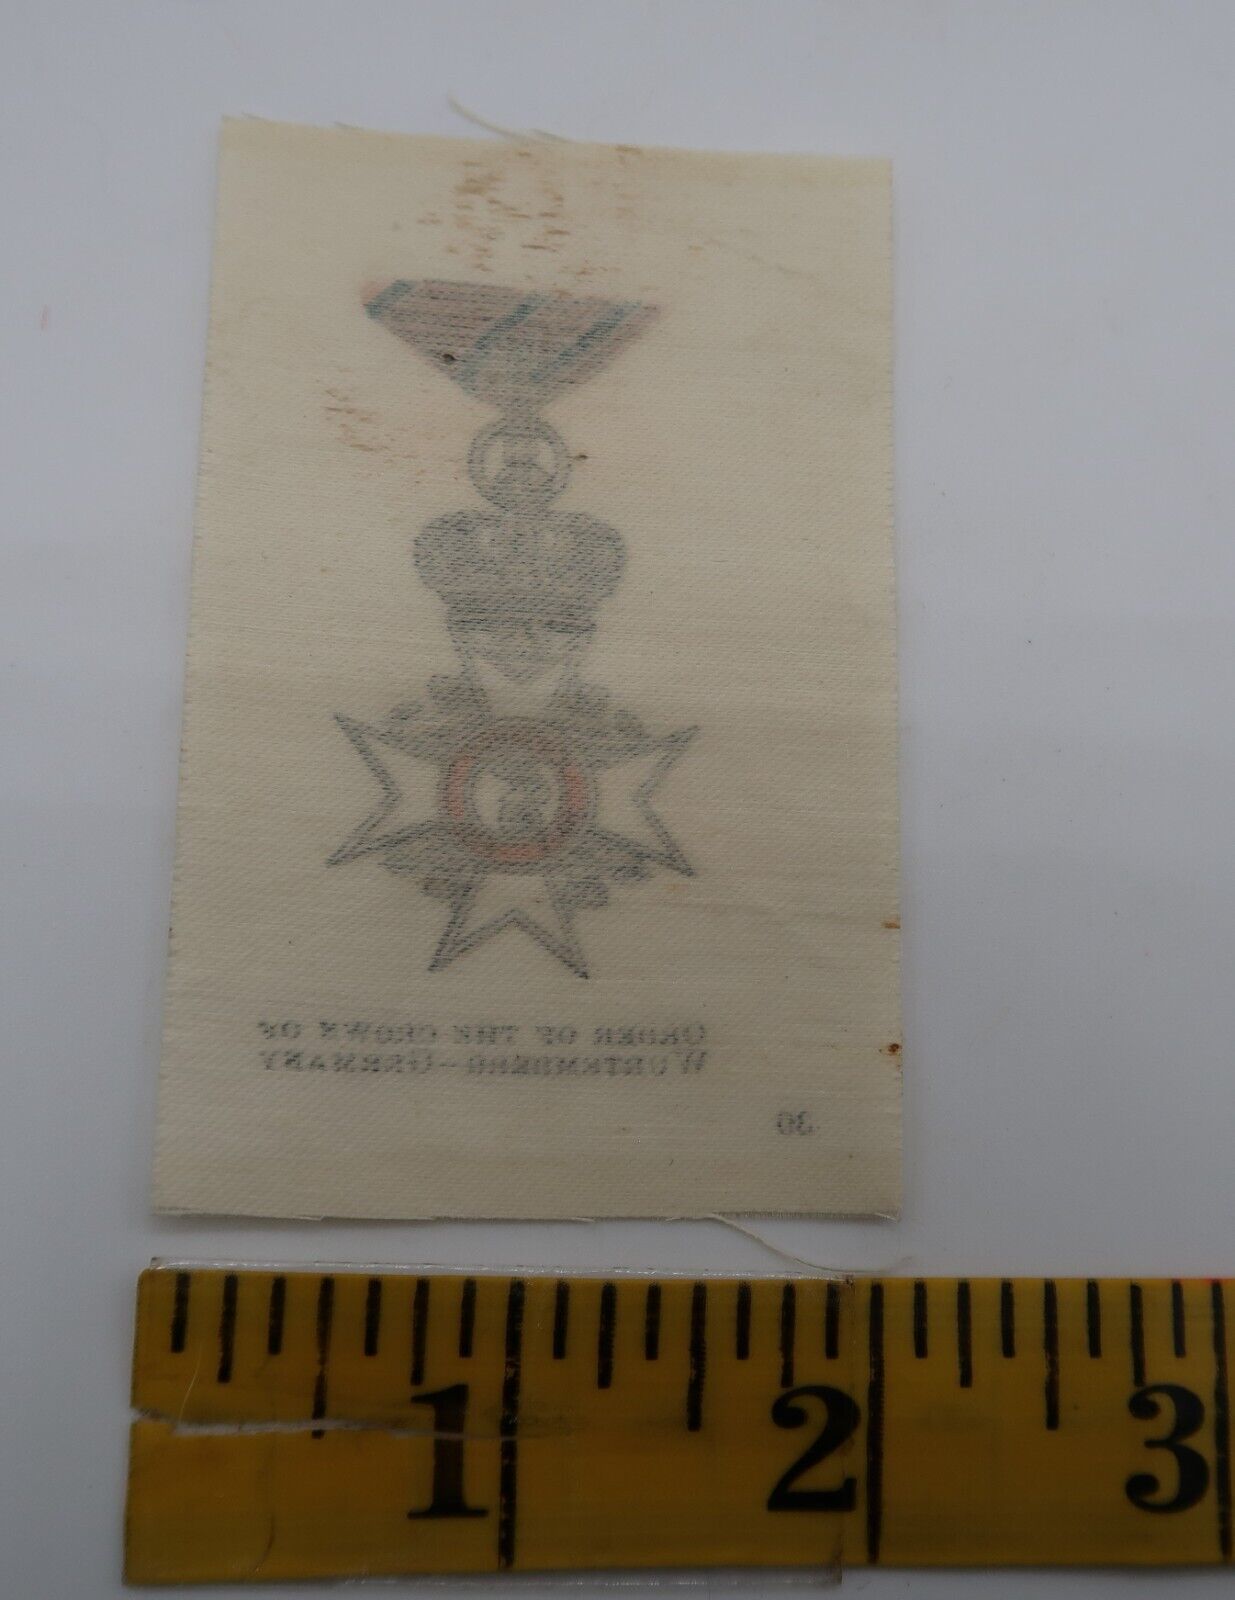 ORDER OF THE CROWN OF
WURTEMBERG-GERMANY
30
1 2 3